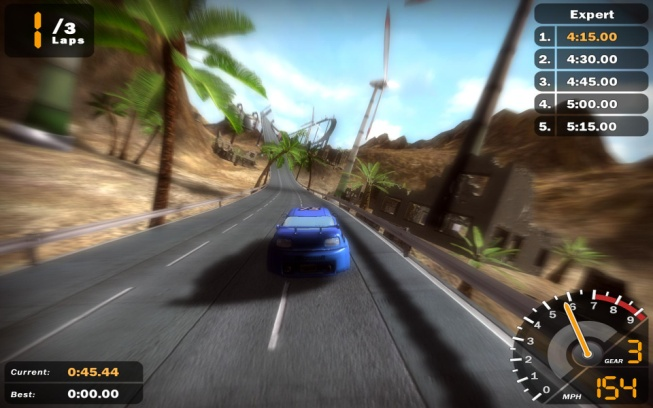 1 /3
Laps
Expert
1. 4:15.00
2. 4:30.00
3. 4:45.00
4. 5:00.00
5. 5:15.00
Current: 0:45.44
Best: 0:00.00
0 1 2 3 4 5 6 7 8 9
GEAR 3
MPH 154